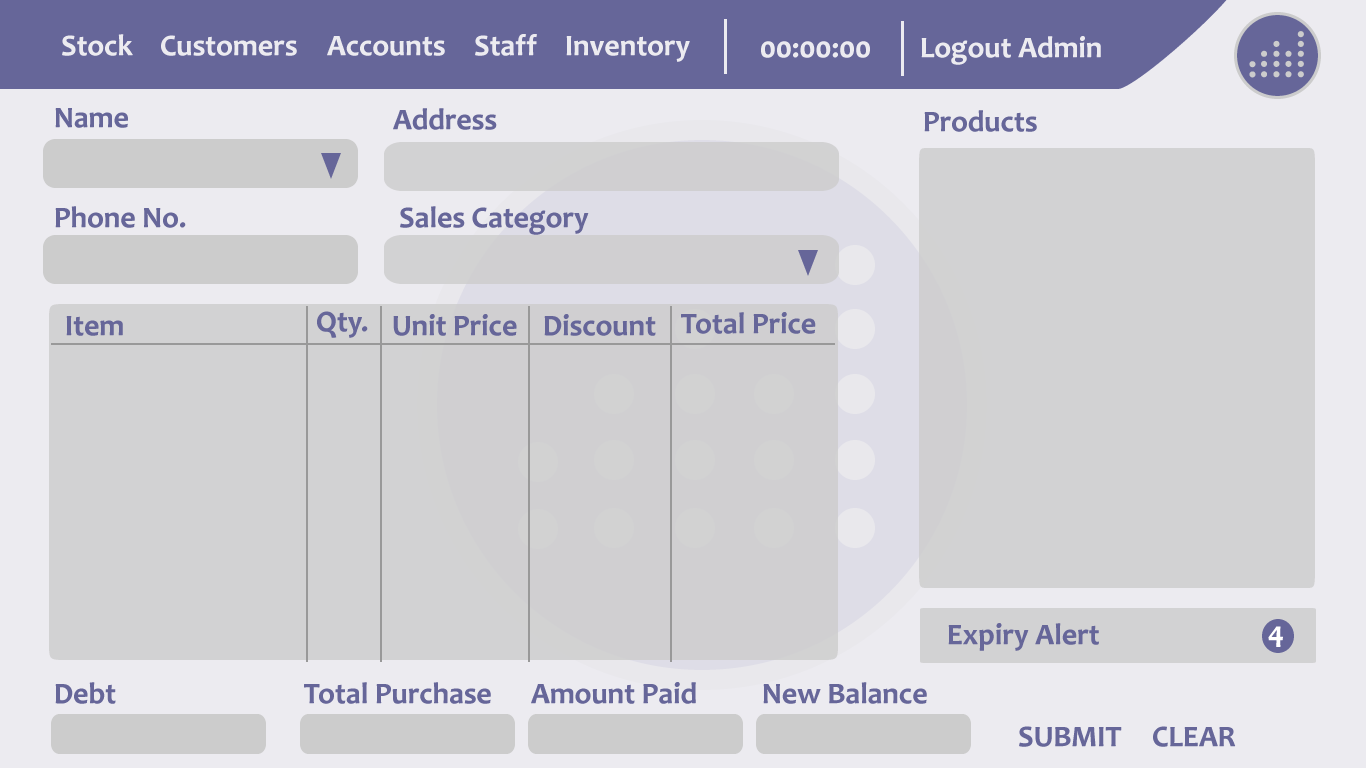 Stock Customers Accounts Staff Inventory 00:00:00 Logout Admin
Name Address Products
Phone No. Sales Category
Item Qty. Unit Price Discount Total Price
Expiry Alert 4
Debt Total Purchase Amount Paid New Balance
SUBMIT CLEAR